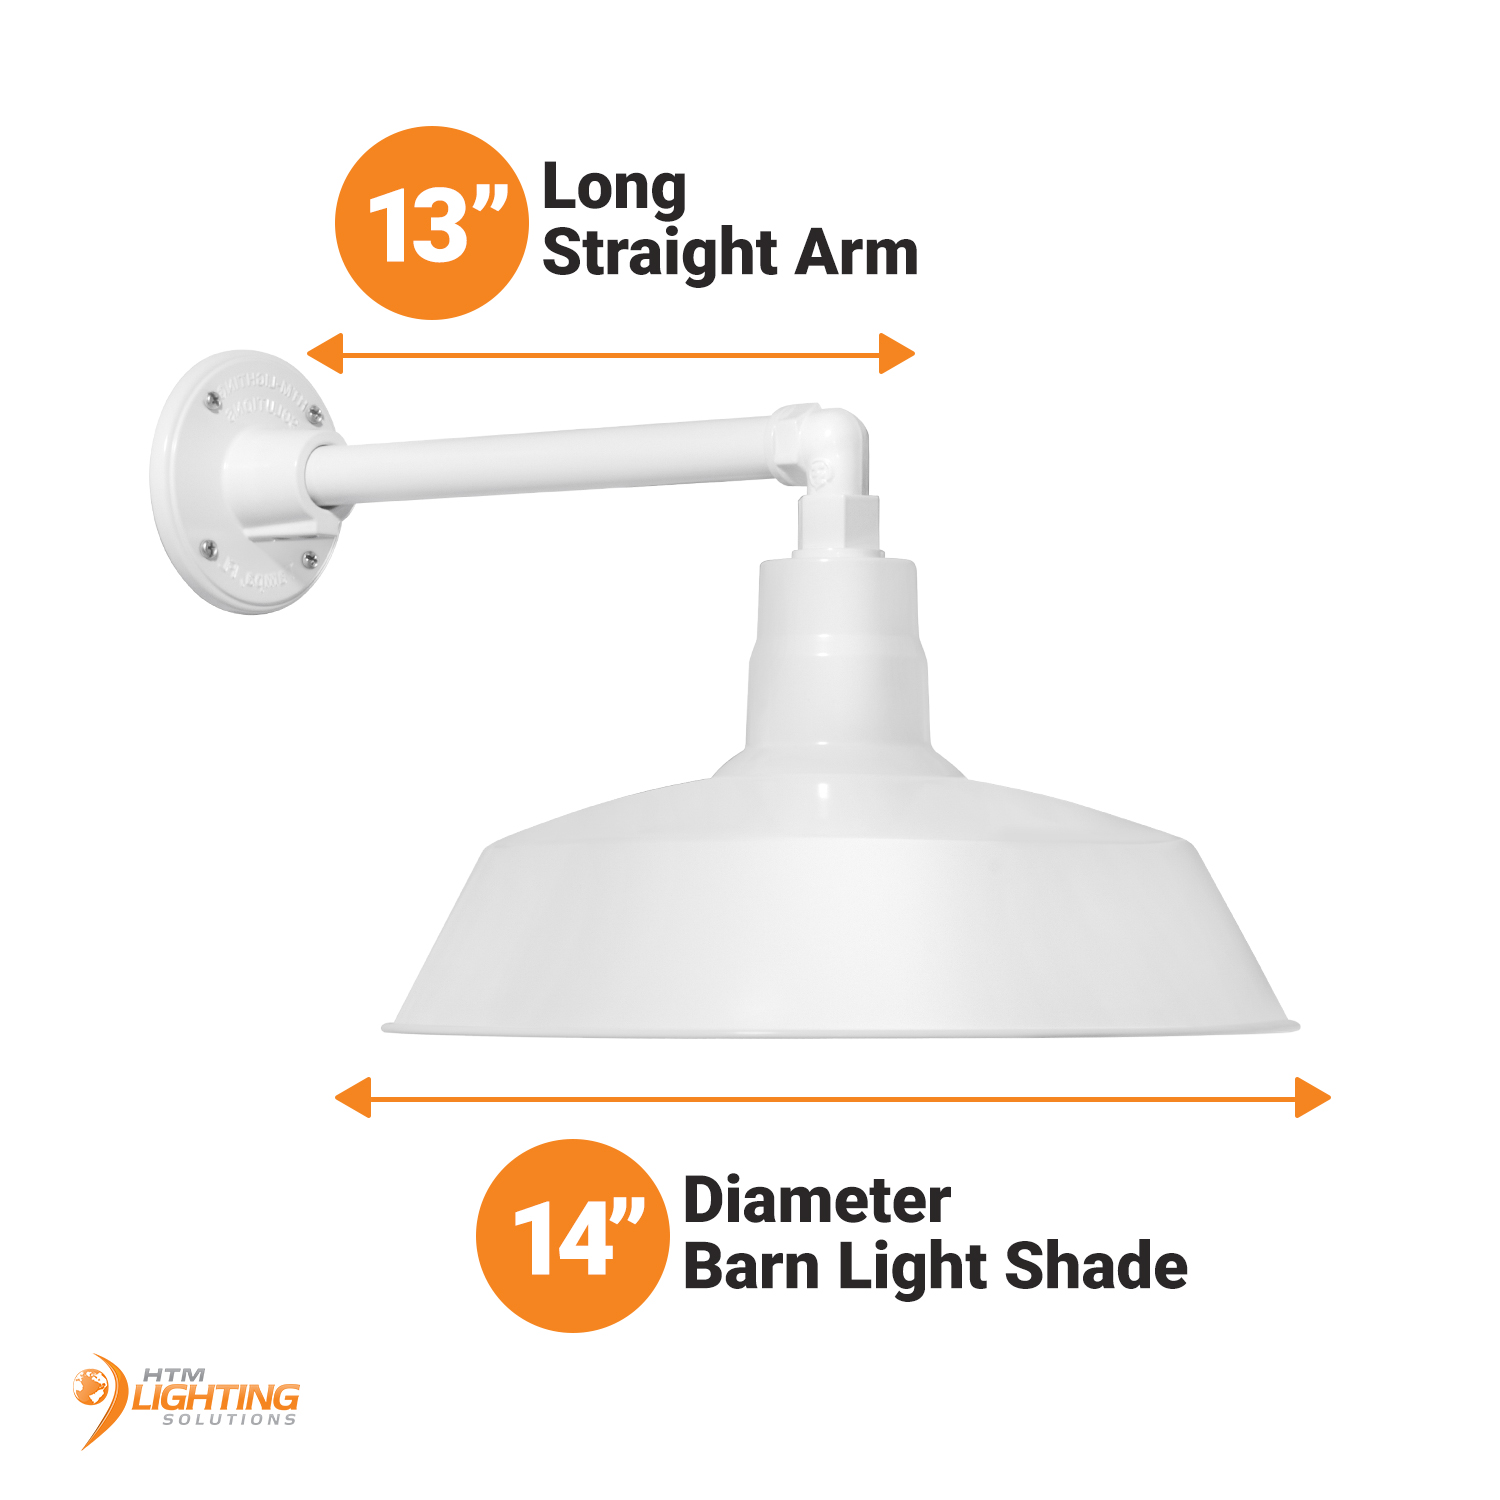 13”
Long
Straight Arm
14”
Diameter
Barn Light Shade
HTM
LIGHTING
SOLUTIONS